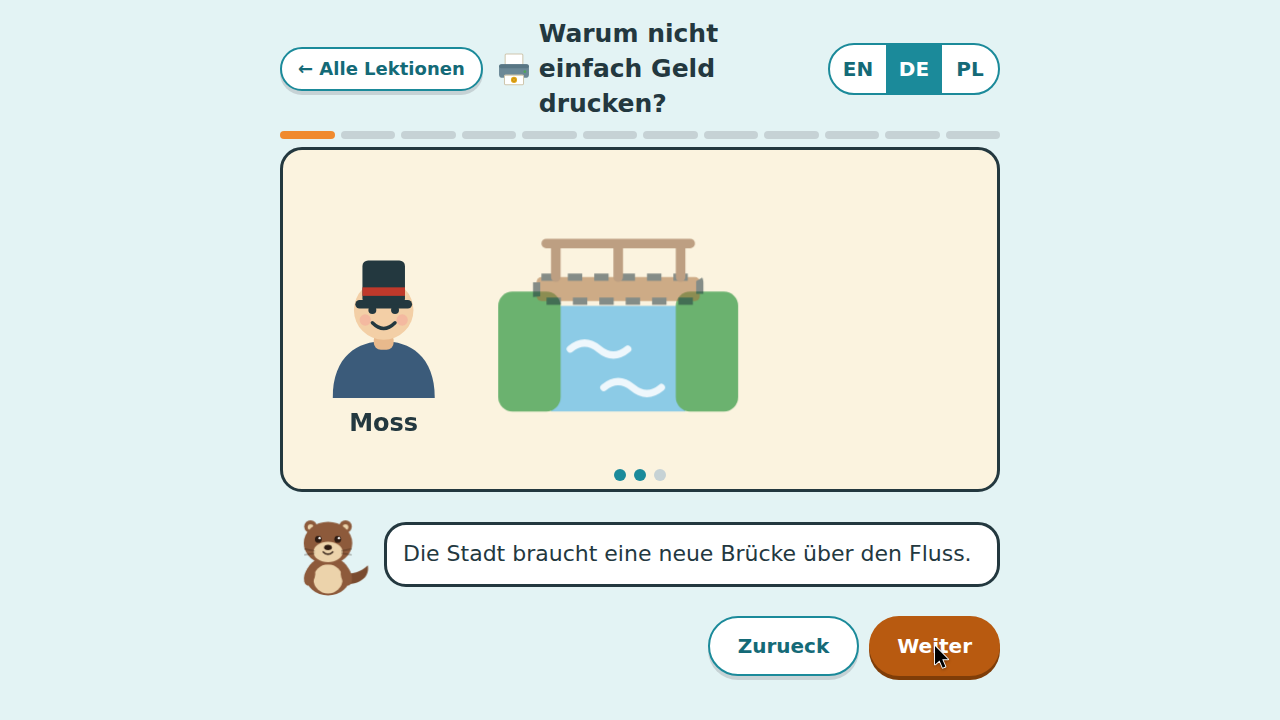 ← Alle Lektionen
Warum nicht
einfach Geld
drucken?
EN DE PL
Moss
Die Stadt braucht eine neue Brücke über den Fluss.
Zurueck
Weiter